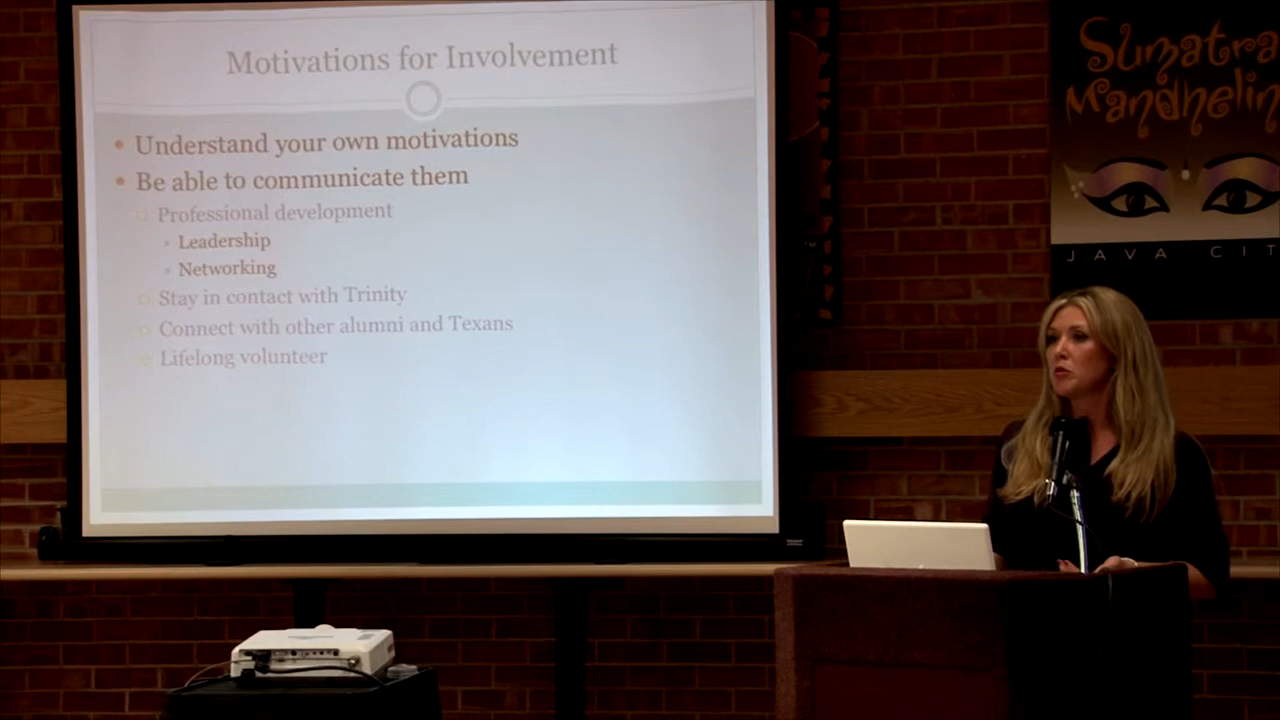 Motivations for Involvement
Understand your own motivations
Be able to communicate them
Professional development
Leadership
Networking
Stay in contact with Trinity
Connect with other alumni and Texans
Lifelong volunteer
Sumatra
Mandhelin
JAVA CIT